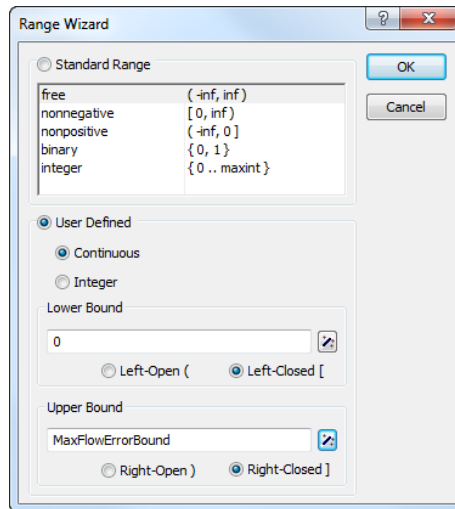 Range Wizard
?
Standard Range
OK
free ( -inf, inf )
nonnegative [ 0, inf )
Cancel
nonpositive ( -inf, 0 ]
binary { 0, 1 }
integer { 0 .. maxint }
User Defined
Continuous
Integer
Lower Bound
0
Left-Open ( Left-Closed [
Upper Bound
MaxFlowErrorBound
Right-Open ) Right-Closed ]